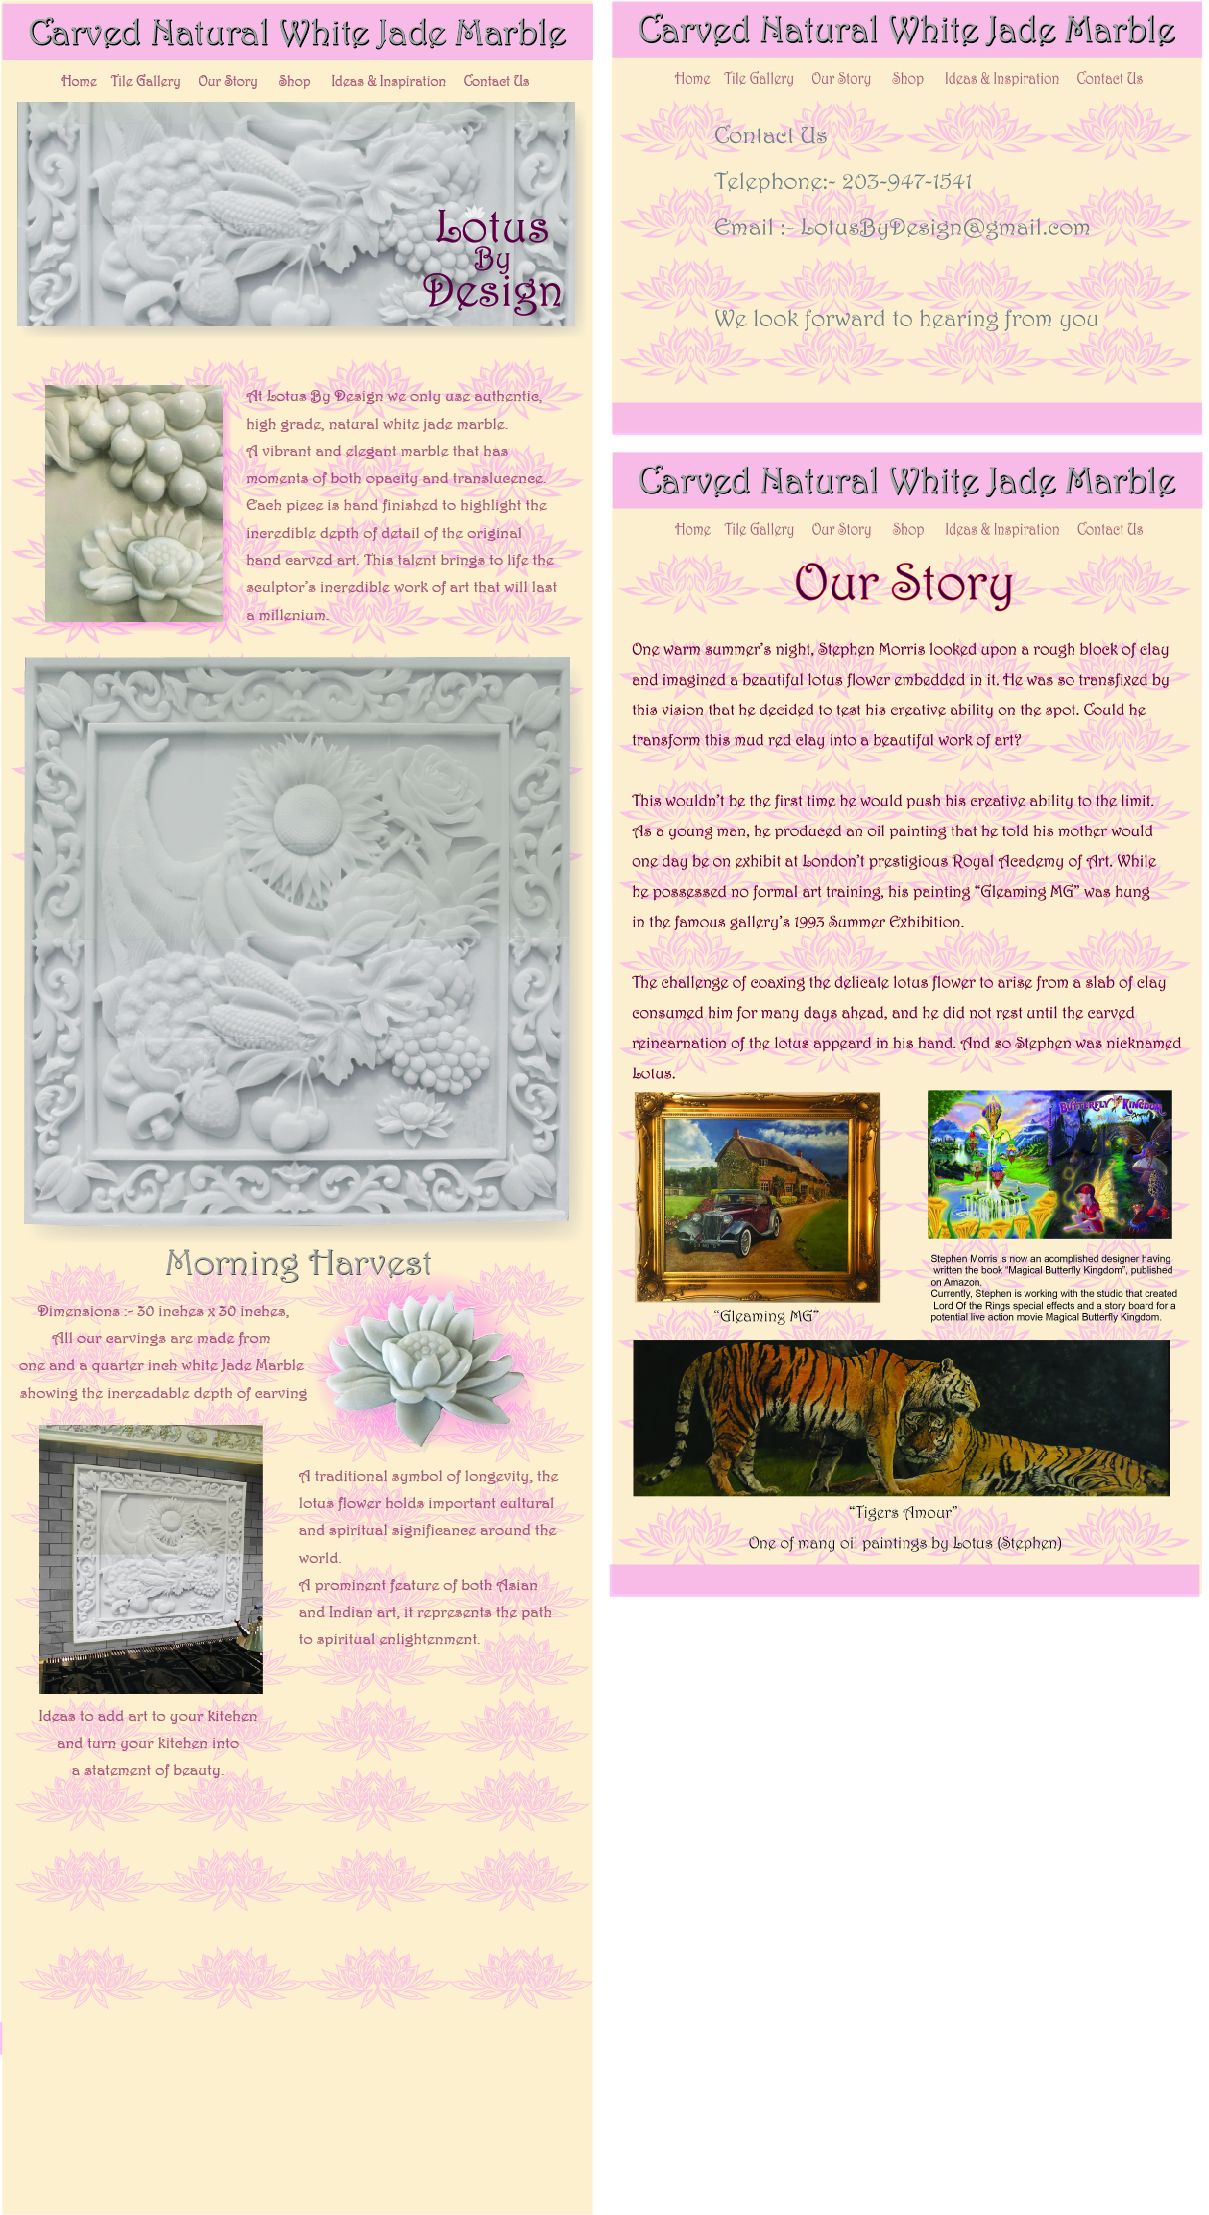 Carved Natural White Jade Marble
Home Tile Gallery Our Story Shop Ideas & Inspiration Contact Us
Lotus
By
Design
At Lotus By Design we only use authentic,
high grade, natural white jade marble.
A vibrant and elegant marble that has
moments of both opacity and translucence.
Each piece is hand finished to highlight the
incredible depth of detail of the original
hand carved art. This talent brings to life the
sculptor's incredible work of art that will last
a millenium.
Morning Harvest
Dimensions :- 30 inches x 30 inches,
All our carvings are made from
one and a quarter inch white Jade Marble
showing the increadable depth of carving
A traditional symbol of longevity, the
lotus flower holds important cultural
and spiritual significance around the
world.
A prominent feature of both Asian
and Indian art, it represents the path
to spiritual enlightenment.
Ideas to add art to your kitchen
and turn your kitchen into
a statement of beauty.
Carved Natural White Jade Marble
Home Tile Gallery Our Story Shop Ideas & Inspiration Contact Us
Contact Us
Telephone:- 203-947-1541
Email :- LotusByDesign@gmail.com
We look forward to hearing from you
Carved Natural White Jade Marble
Home Tile Gallery Our Story Shop Ideas & Inspiration Contact Us
Our Story
One warm summer's night, Stephen Morris looked upon a rough block of clay
and imagined a beautiful lotus flower embedded in it. He was so transfixed by
this vision that he decided to test his creative ability on the spot. Could he
transform this mud red clay into a beautiful work of art?
This wouldn't be the first time he would push his creative ability to the limit.
As a young man, he produced an oil painting that he told his mother would
one day be on exhibit at London't prestigious Royal Academy of Art. While
he possessed no formal art training, his painting "Gleaming MG" was hung
in the famous gallery's 1993 Summer Exhibition.
The challenge of coaxing the delicate lotus flower to arise from a slab of clay
consumed him for many days ahead, and he did not rest until the carved
reincarnation of the lotus appeard in his hand. And so Stephen was nicknamed
Lotus.
"Gleaming MG"
Butterfly Kingdom
Stephen Morris is now an acomplished designer having
written the book "Magical Butterfly Kingdom", published
on Amazon.
Currently, Stephen is working with the studio that created
Lord Of the Rings special effects and a story board for a
potential live action movie Magical Butterfly Kingdom.
"Tigers Amour"
One of many oil paintings by Lotus (Stephen)